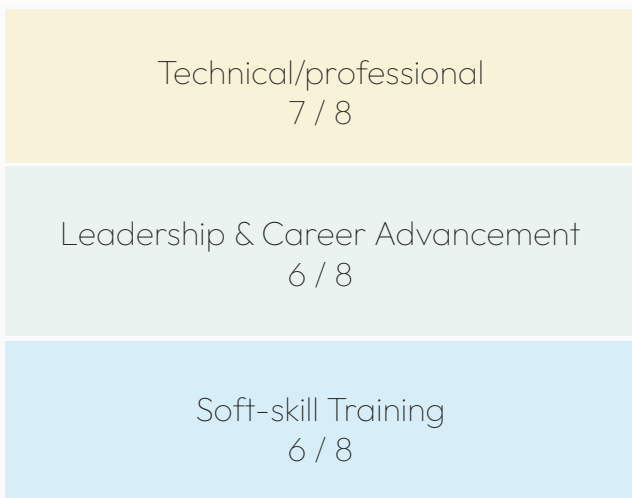 Technical/professional
7 / 8
Leadership & Career Advancement
6 / 8
Soft-skill Training
6 / 8